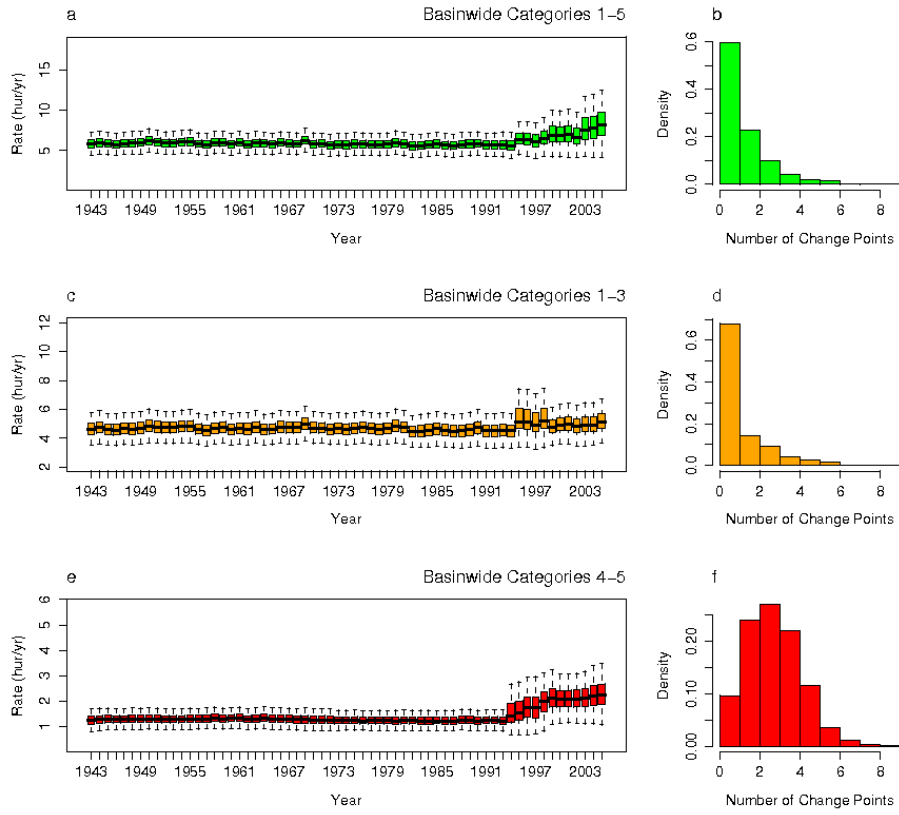 a Basinwide Categories 1-5
Rate (hur/yr)
5 10 15
1943 1949 1955 1961 1967 1973 1979 1985 1991 1997 2003
Year
b
Density
0.0 0.2 0.4 0.6
0 2 4 6 8
Number of Change Points
c Basinwide Categories 1-3
Rate (hur/yr)
2 4 6 8 10 12
1943 1949 1955 1961 1967 1973 1979 1985 1991 1997 2003
Year
d
Density
0.0 0.2 0.4 0.6
0 2 4 6 8
Number of Change Points
e Basinwide Categories 4-5
Rate (hur/yr)
1 2 3 4 5 6
1943 1949 1955 1961 1967 1973 1979 1985 1991 1997 2003
Year
f
Density
0.00 0.10 0.20
0 2 4 6 8
Number of Change Points